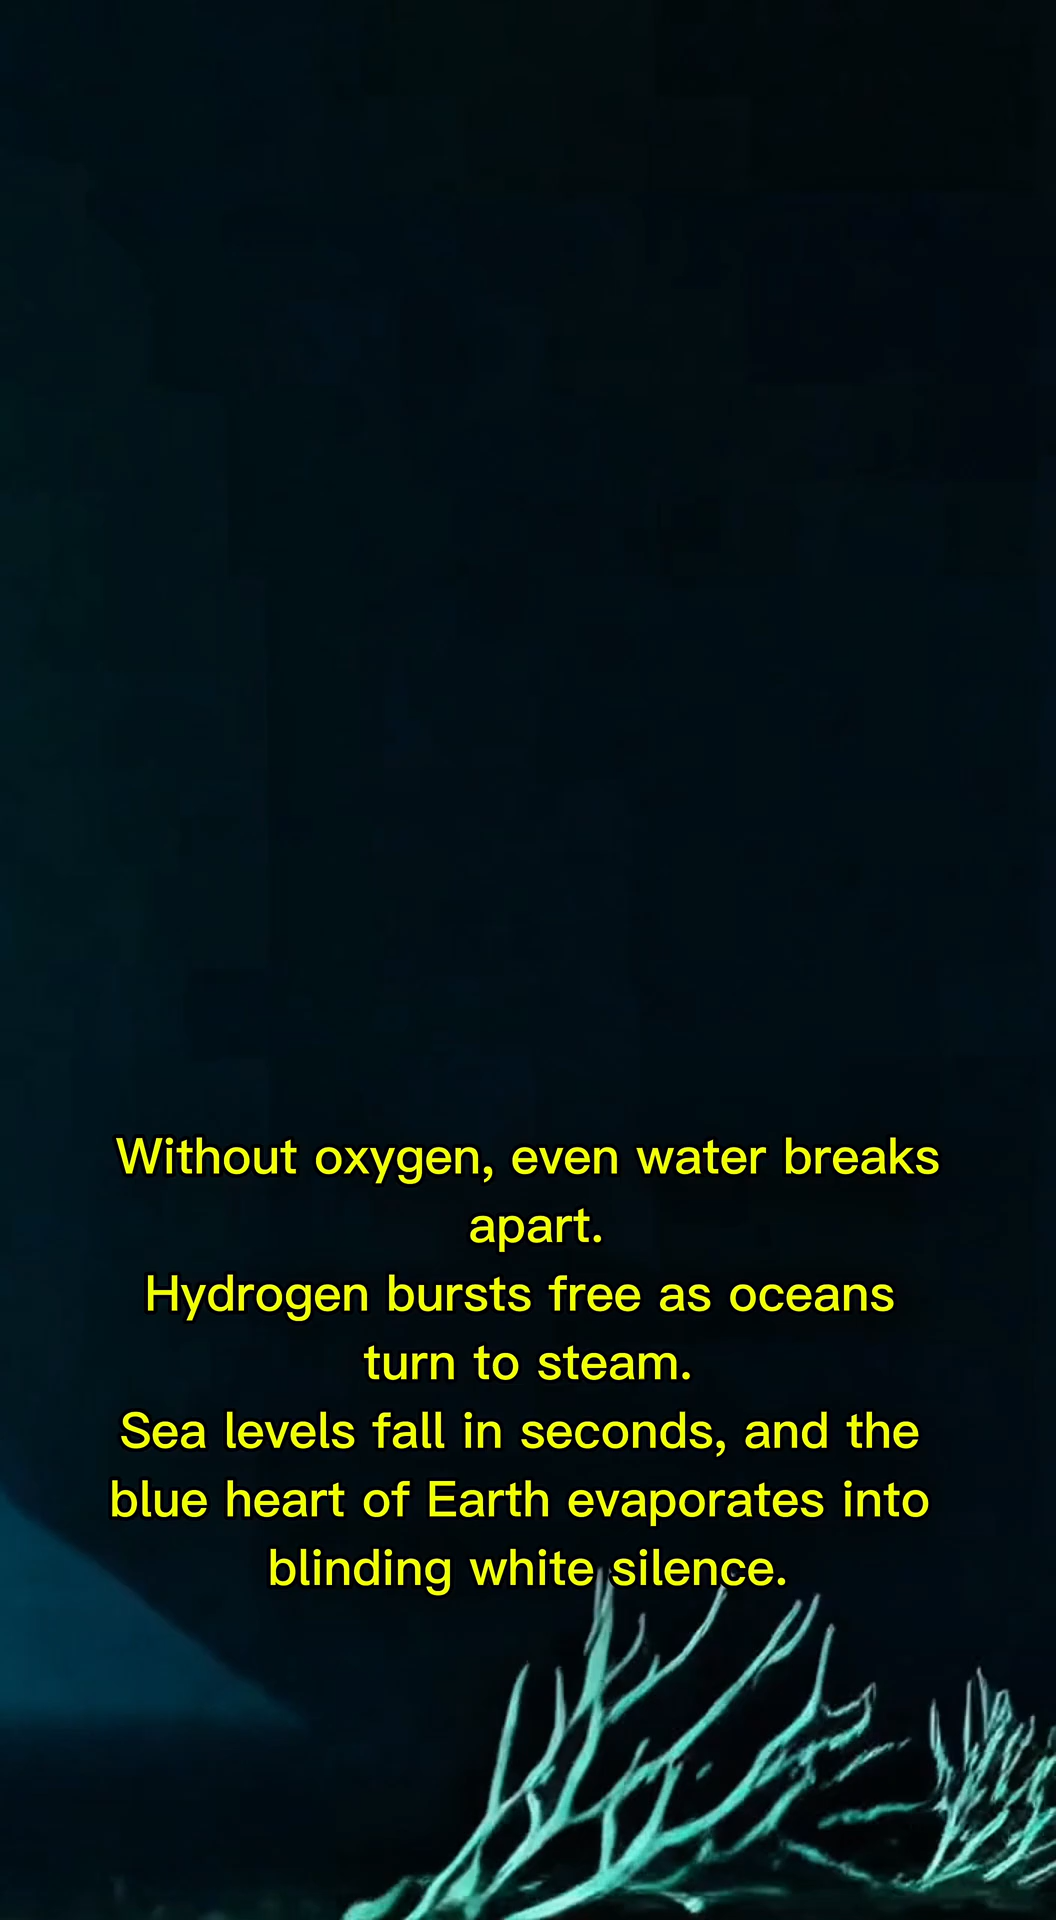 Without oxygen, even water breaks
apart.
Hydrogen bursts free as oceans
turn to steam.
Sea levels fall in seconds, and the
blue heart of Earth evaporates into
blinding white silence.